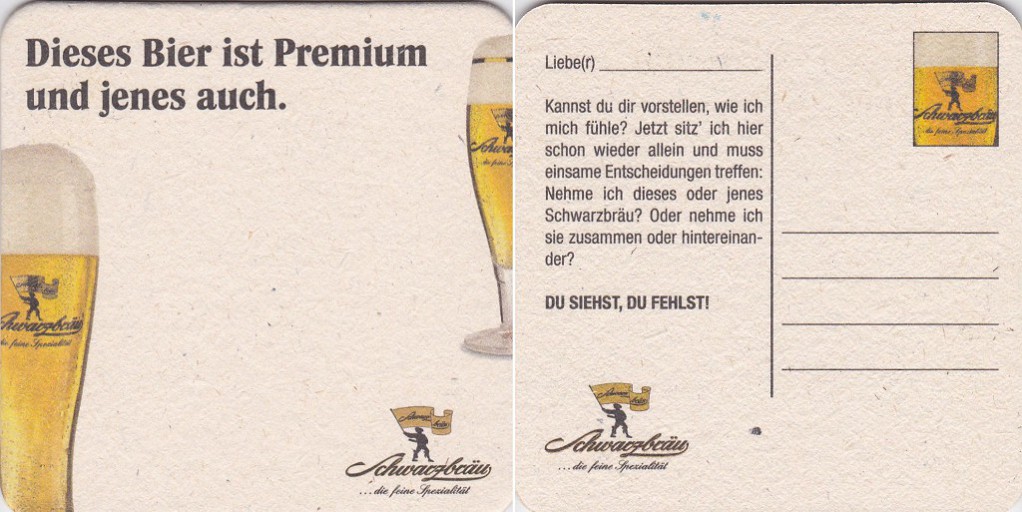 Dieses Bier ist Premium
und jenes auch.
Schwarzbräu
die feine Spezialität
Schwarzbräu
die feine Spezialität
Schwarzbräu
...die feine Spezialität
Liebe(r)
Kannst du dir vorstellen, wie ich
mich fühle? Jetzt sitz' ich hier
schon wieder allein und muss
einsame Entscheidungen treffen:
Nehme ich dieses oder jenes
Schwarzbräu? Oder nehme ich
sie zusammen oder hintereinan-
der?
DU SIEHST, DU FEHLST!
Schwarzbräu
die feine Spezialität
Schwarzbräu
...die feine Spezialität